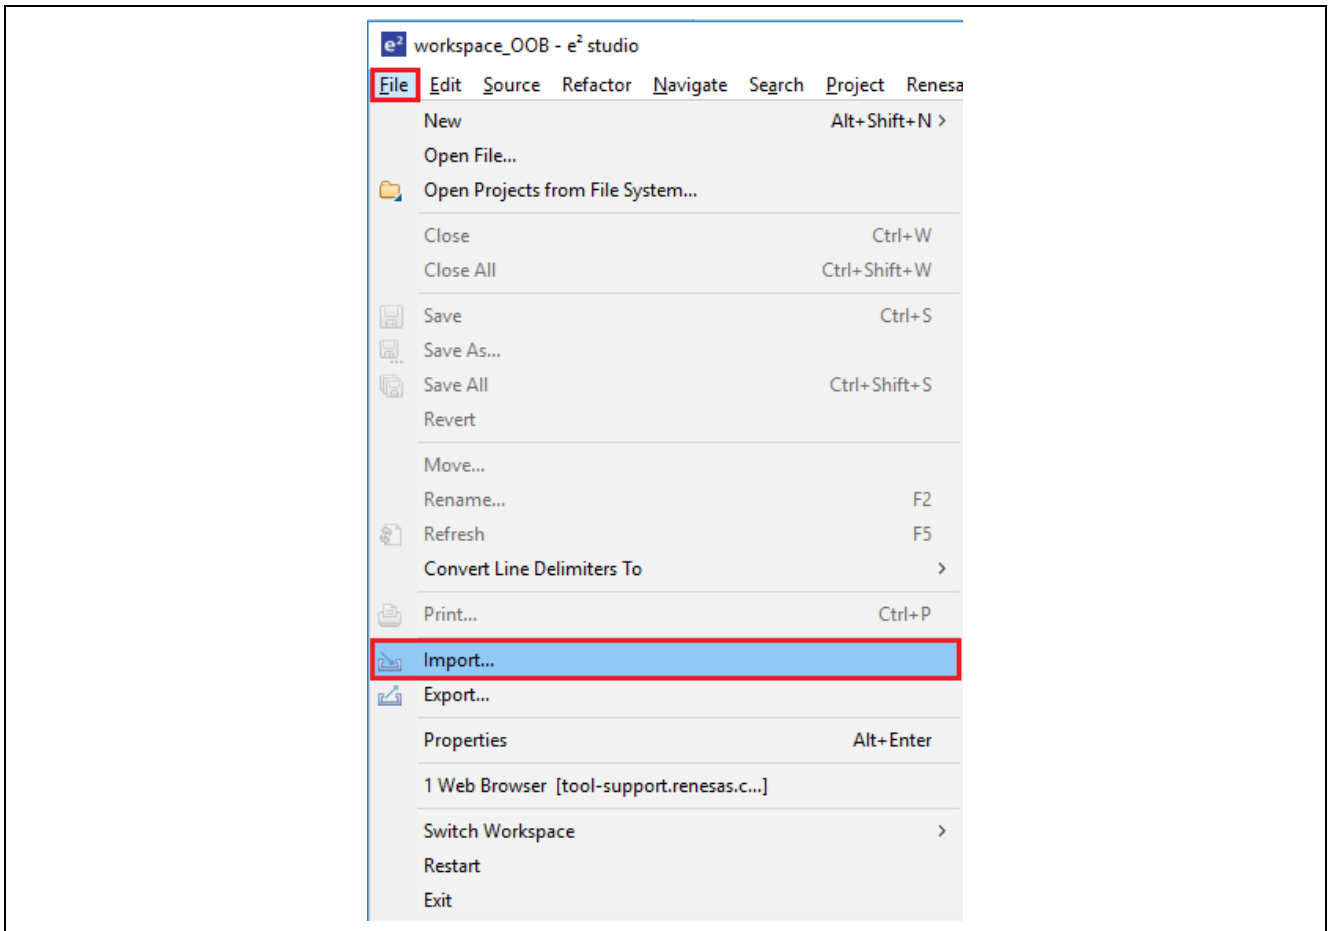 e² workspace_OOB - e² studio
File Edit Source Refactor Navigate Search Project Renesa
New Alt+Shift+N >
Open File...
Open Projects from File System...
Close Ctrl+W
Close All Ctrl+Shift+W
Save Ctrl+S
Save As...
Save All Ctrl+Shift+S
Revert
Move...
Rename... F2
Refresh F5
Convert Line Delimiters To >
Print... Ctrl+P
Import...
Export...
Properties Alt+Enter
1 Web Browser [tool-support.renesas.c...]
Switch Workspace >
Restart
Exit